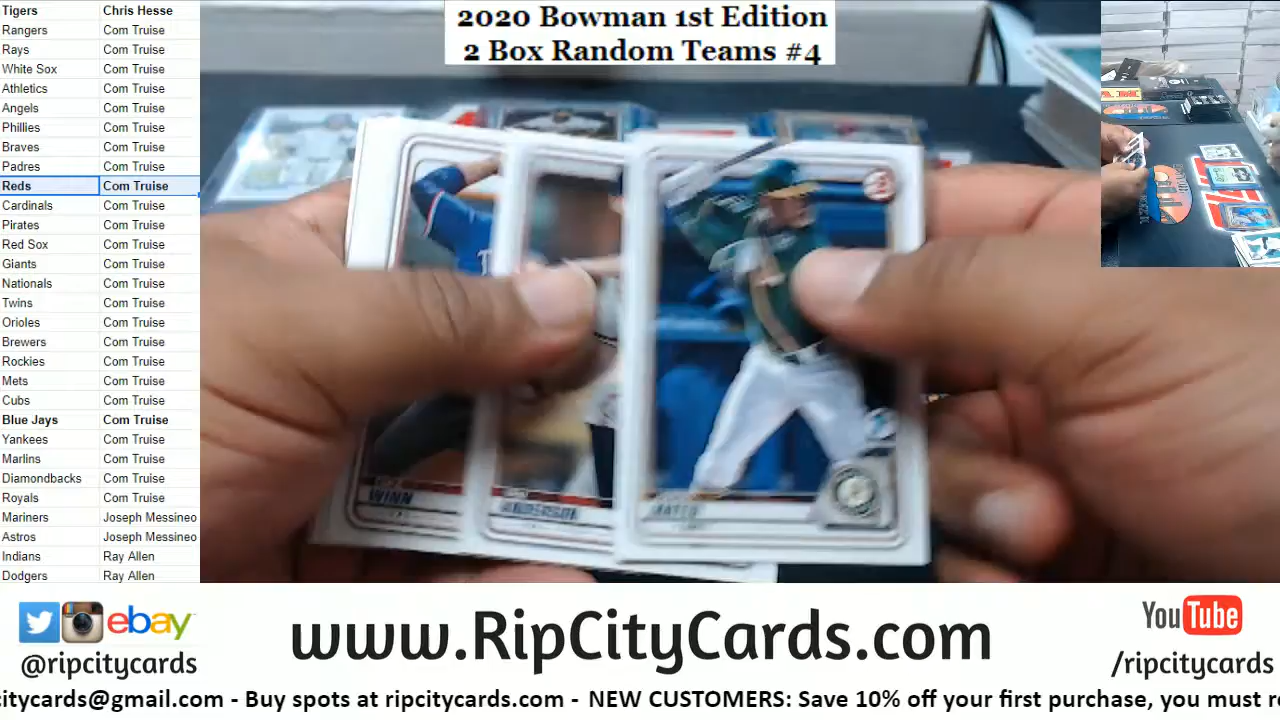 2020 Bowman 1st Edition
2 Box Random Teams #4
Tigers Chris Hesse
Rangers Com Truise
Rays Com Truise
White Sox Com Truise
Athletics Com Truise
Angels Com Truise
Phillies Com Truise
Braves Com Truise
Padres Com Truise
Reds Com Truise
Cardinals Com Truise
Pirates Com Truise
Red Sox Com Truise
Giants Com Truise
Nationals Com Truise
Twins Com Truise
Orioles Com Truise
Brewers Com Truise
Rockies Com Truise
Mets Com Truise
Cubs Com Truise
Blue Jays Com Truise
Yankees Com Truise
Marlins Com Truise
Diamondbacks Com Truise
Royals Com Truise
Mariners Joseph Messineo
Astros Joseph Messineo
Indians Ray Allen
Dodgers Ray Allen
WINN
ANDERSON
MATEO
ebay
@ripcitycards
www.RipCityCards.com
YouTube
/ripcitycards
citycards@gmail.com - Buy spots at ripcitycards.com - NEW CUSTOMERS: Save 10% off your first purchase, you must re